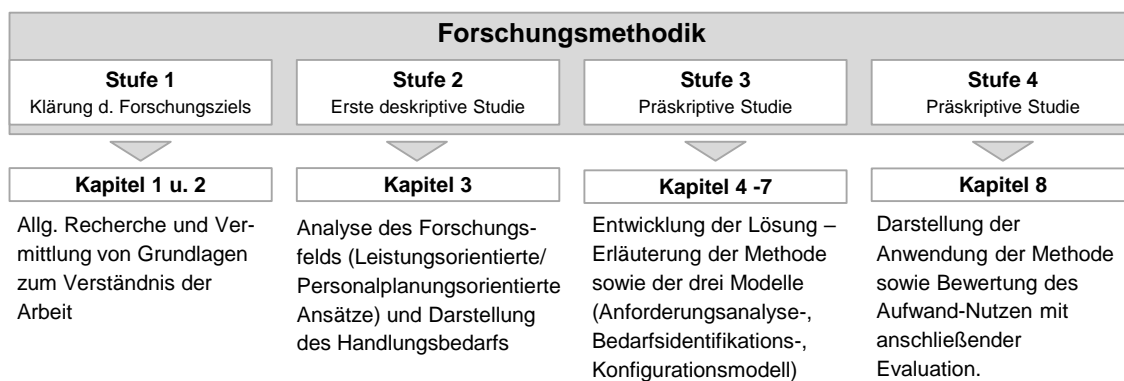 Forschungsmethodik
Stufe 1
Klärung d. Forschungsziels
Stufe 2
Erste deskriptive Studie
Stufe 3
Präskriptive Studie
Stufe 4
Präskriptive Studie
Kapitel 1 u. 2
Allg. Recherche und Ver-
mittlung von Grundlagen
zum Verständnis der
Arbeit
Kapitel 3
Analyse des Forschungs-
felds (Leistungsorientierte/
Personalplanungsorientierte
Ansätze) und Darstellung
des Handlungsbedarfs
Kapitel 4 -7
Entwicklung der Lösung –
Erläuterung der Methode
sowie der drei Modelle
(Anforderungsanalyse-,
Bedarfsidentifikations-,
Konfigurationsmodell)
Kapitel 8
Darstellung der
Anwendung der Methode
sowie Bewertung des
Aufwand-Nutzen mit
anschließender
Evaluation.